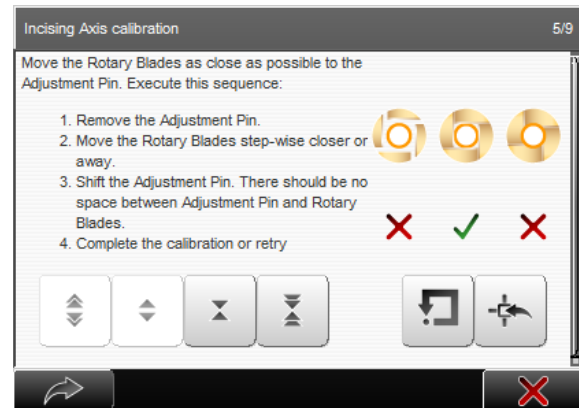 Incising Axis calibration 5/9
Move the Rotary Blades as close as possible to the
Adjustment Pin. Execute this sequence:
1. Remove the Adjustment Pin.
2. Move the Rotary Blades step-wise closer or
away.
3. Shift the Adjustment Pin. There should be no
space between Adjustment Pin and Rotary
Blades.
4. Complete the calibration or retry